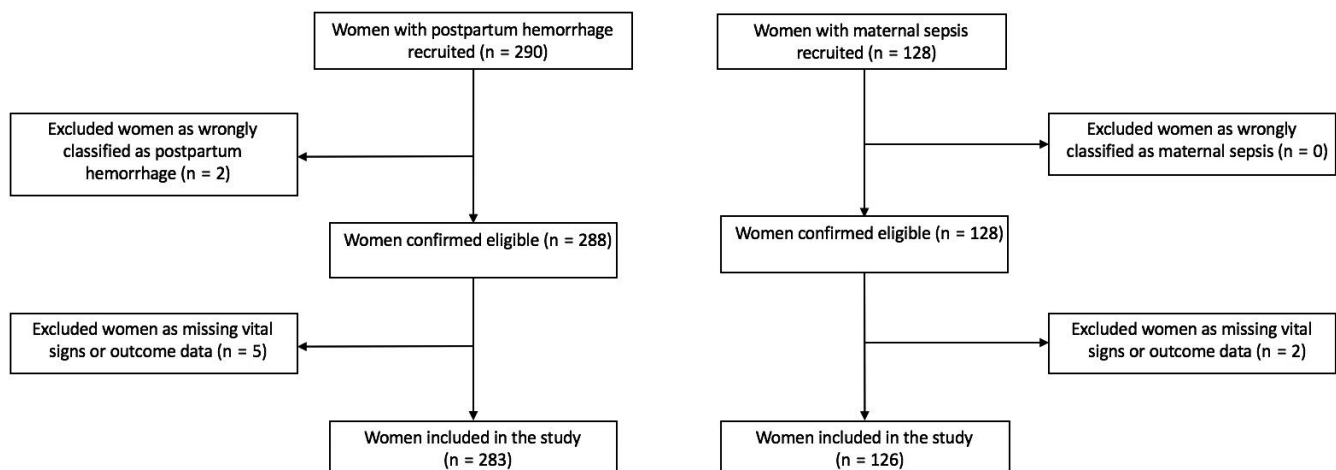 Women with postpartum hemorrhage
recruited (n = 290)
Excluded women as wrongly
classified as postpartum
hemorrhage (n = 2)
Women confirmed eligible (n = 288)
Excluded women as missing vital
signs or outcome data (n = 5)
Women included in the study
(n = 283)
Women with maternal sepsis
recruited (n = 128)
Excluded women as wrongly
classified as maternal sepsis (n = 0)
Women confirmed eligible (n = 128)
Excluded women as missing vital
signs or outcome data (n = 2)
Women included in the study
(n = 126)